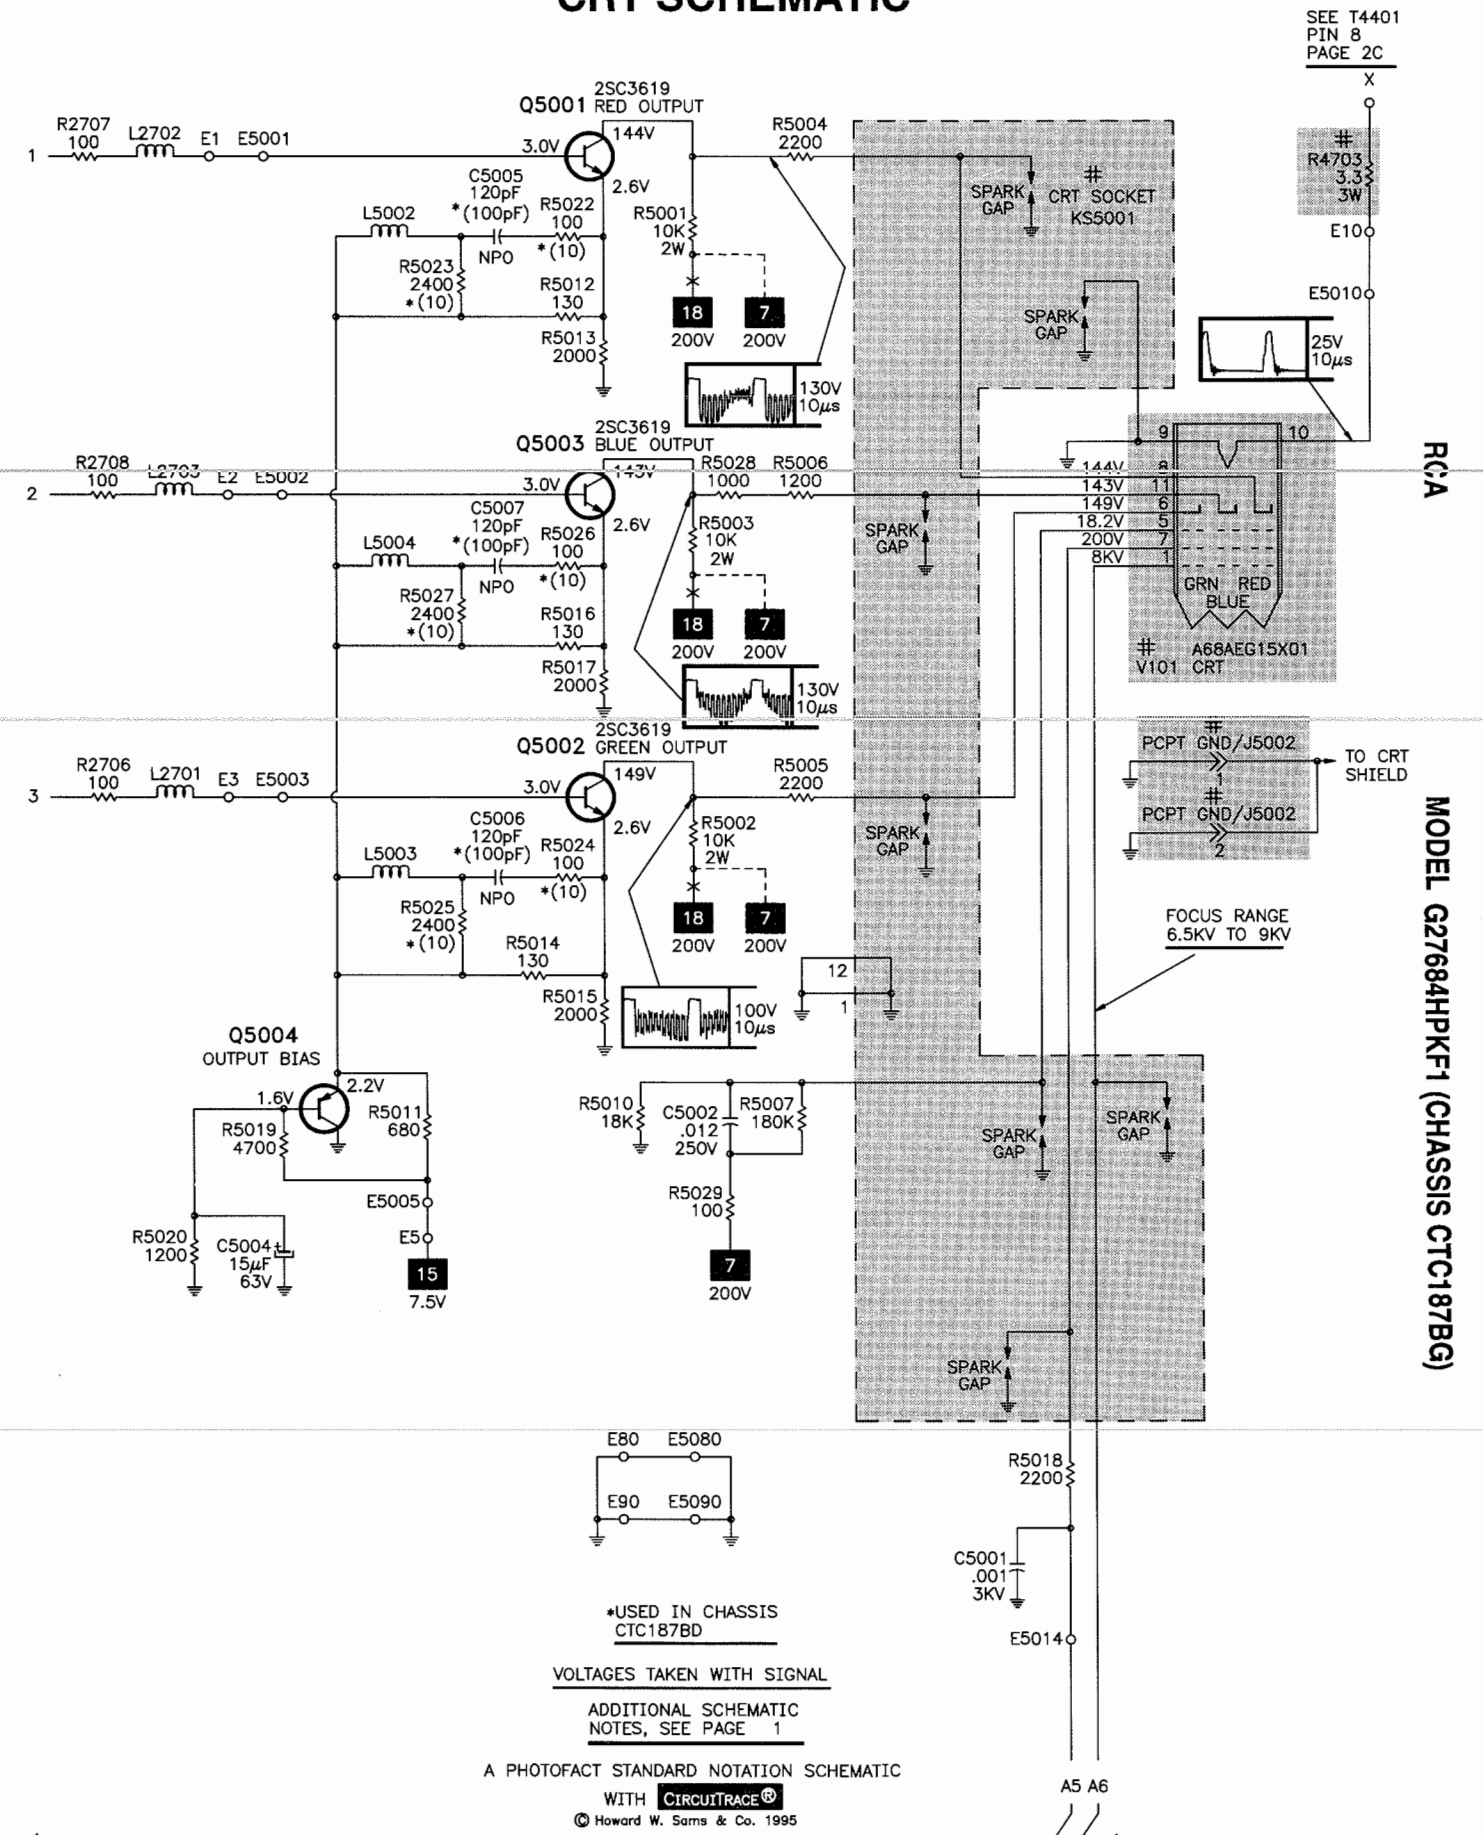 CRT SCHEMATIC
SEE T4401
PIN 8
PAGE 2C
X
#
R4703
3.3
3W
E10
E5010
25V
10µs
R2707
100
L2702
E1
E5001
1
2SC3619
Q5001 RED OUTPUT
144V
3.0V
2.6V
R5004
2200
C5005
120pF
*(100pF)
NPO
R5022
100
*(10)
L5002
R5023
2400
*(10)
R5012
130
R5013
2000
R5001
10K
2W
18
200V
7
200V
130V
10µs
SPARK
GAP
#
CRT SOCKET
KS5001
SPARK
GAP
2SC3619
Q5003 BLUE OUTPUT
143V
3.0V
2.6V
R2708
100
L2703
E2
E5002
2
R5028
1000
R5006
1200
C5007
120pF
*(100pF)
NPO
R5026
100
*(10)
L5004
R5027
2400
*(10)
R5016
130
R5017
2000
R5003
10K
2W
18
200V
7
200V
130V
10µs
SPARK
GAP
9
10
144V 8
143V 11
149V 6
18.2V 5
200V 7
8KV 1
GRN RED
BLUE
#
V101
A68AEG15X01
CRT
RCA
2SC3619
Q5002 GREEN OUTPUT
149V
3.0V
2.6V
R2706
100
L2701
E3
E5003
3
R5005
2200
C5006
120pF
*(100pF)
NPO
R5024
100
*(10)
L5003
R5025
2400
*(10)
R5014
130
R5015
2000
R5002
10K
2W
18
200V
7
200V
100V
10µs
SPARK
GAP
#
PCPT GND/J5002
1
#
PCPT GND/J5002
2
TO CRT
SHIELD
FOCUS RANGE
6.5KV TO 9KV
MODEL G27684HPKF1 (CHASSIS CTC187BG)
12
1
Q5004
OUTPUT BIAS
1.6V
2.2V
R5019
4700
R5011
680
R5020
1200
C5004
+
15µF
63V
E5005
E5
15
7.5V
R5010
18K
C5002
.012
250V
R5007
180K
R5029
100
7
200V
SPARK
GAP
SPARK
GAP
SPARK
GAP
E80
E5080
E90
E5090
R5018
2200
C5001
.001
3KV
E5014
A5 A6
*USED IN CHASSIS
CTC187BD
VOLTAGES TAKEN WITH SIGNAL
ADDITIONAL SCHEMATIC
NOTES, SEE PAGE 1
A PHOTOFACT STANDARD NOTATION SCHEMATIC
WITH CIRCUITRACE®
© Howard W. Sams & Co. 1995